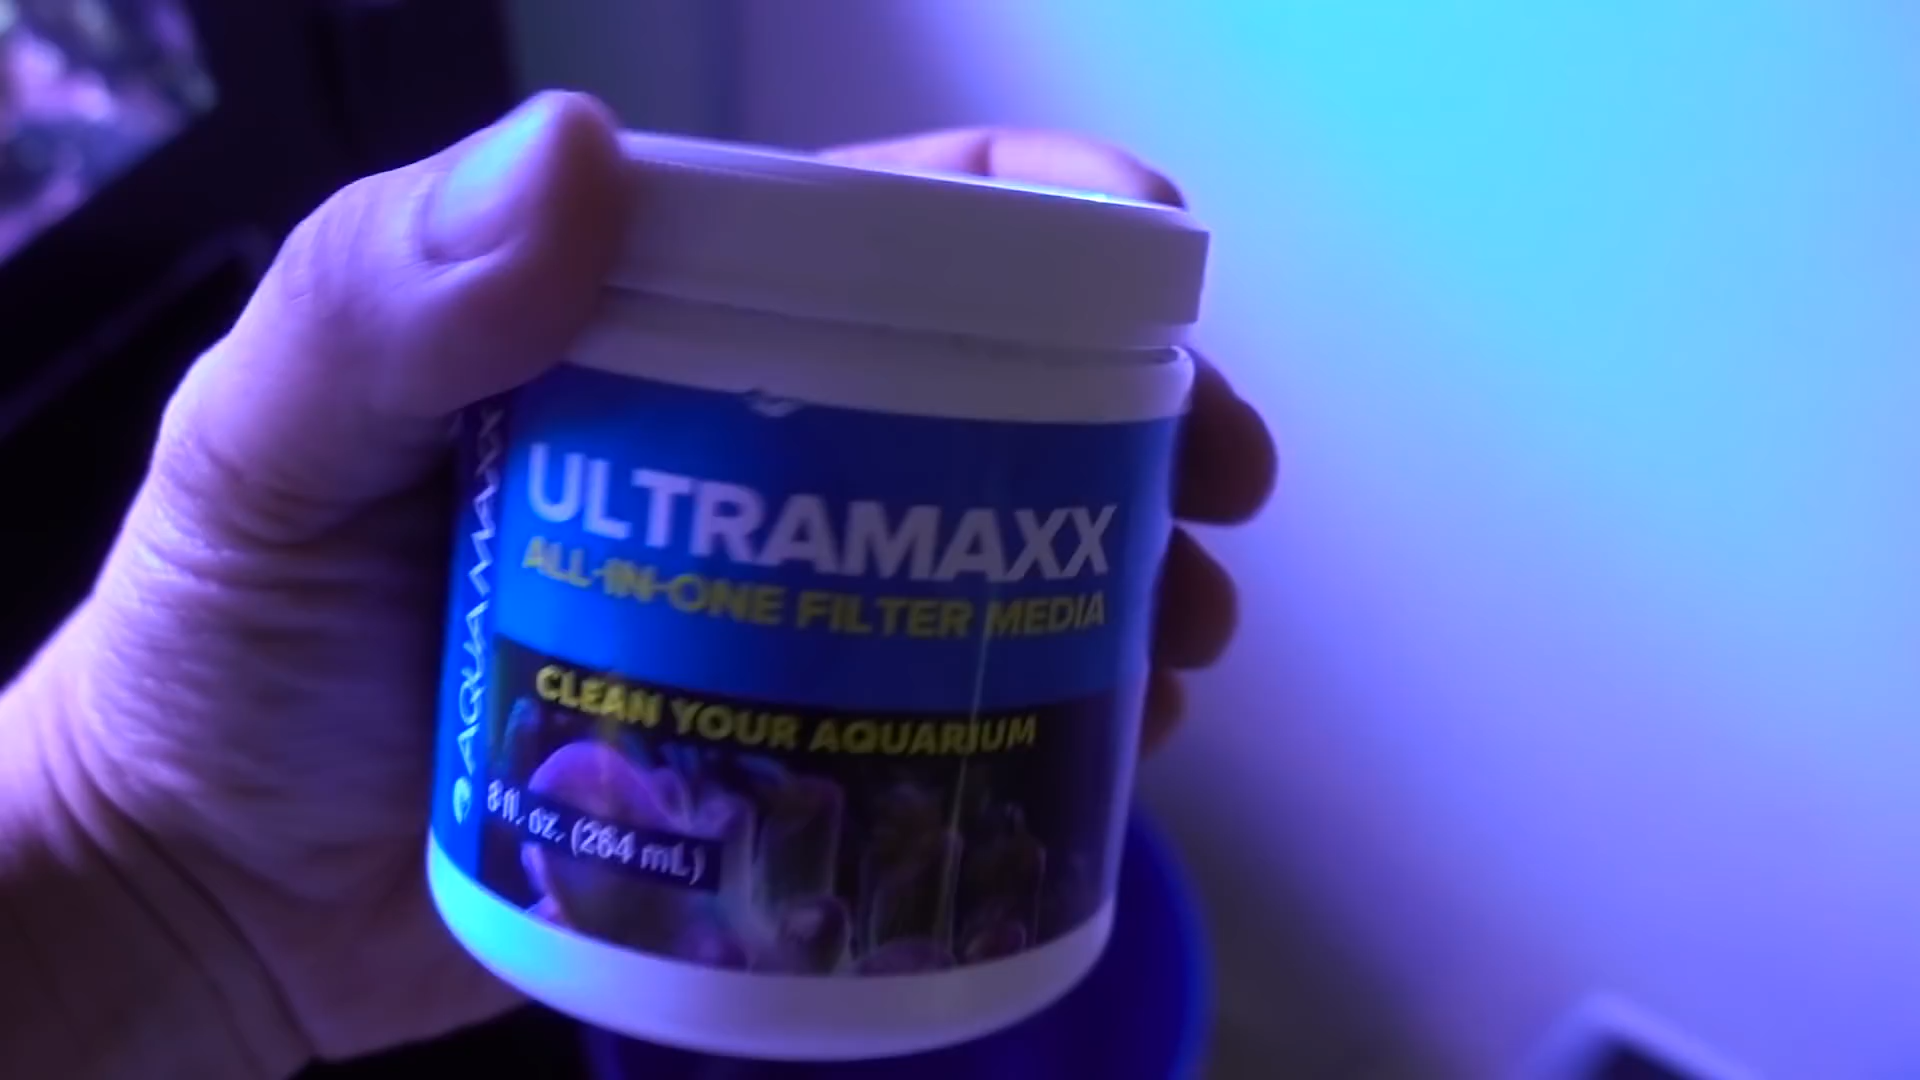 ULTRAMAXX
ALL-IN-ONE FILTER MEDIA
CLEAN YOUR AQUARIUM
8 fl. oz. (264 mL)
AQUAMAXX